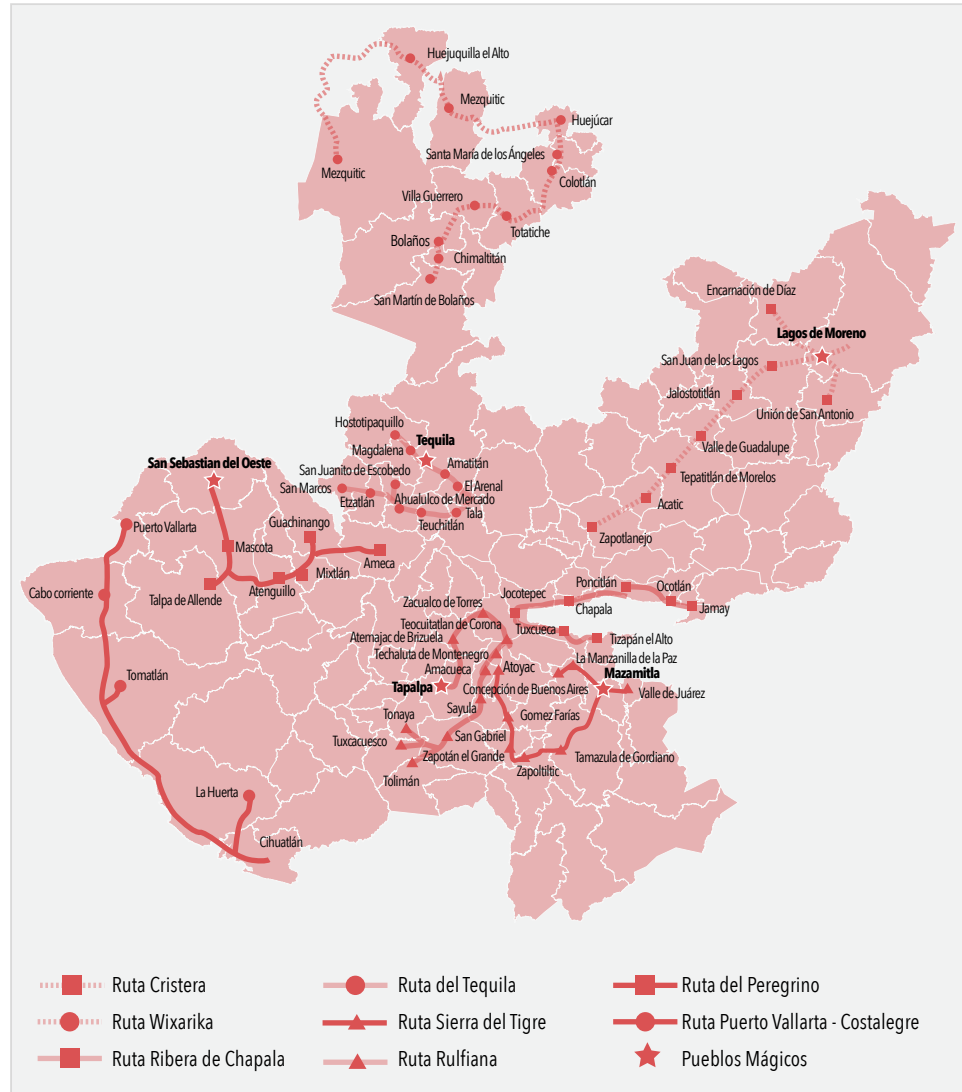 Huejuquilla el Alto
Mezquitic
Huejúcar
Santa María de los Ángeles
Mezquitic
Colotlán
Villa Guerrero
Totatiche
Bolaños
Chimaltitán
San Martín de Bolaños
Encarnación de Díaz
Lagos de Moreno
San Juan de los Lagos
Jalostotitlán
Unión de San Antonio
Hostotipaquillo
Tequila
Valle de Guadalupe
Magdalena
San Sebastian del Oeste
San Juanito de Escobedo
Amatitán
Tepatitlán de Morelos
San Marcos
El Arenal
Etzatlán
Ahualulco de Mercado
Acatic
Tala
Puerto Vallarta
Guachinango
Teuchitlán
Zapotlanejo
Mascota
Ameca
Mixtlán
Talpa de Allende
Atenguillo
Cabo corriente
Poncitlán
Ocotlán
Jocotepec
Zacualco de Torres
Chapala
Jamay
Teocuitatlan de Corona
Tuxcueca
Atemajac de Brizuela
Tizapán el Alto
Techaluta de Montenegro
La Manzanilla de la Paz
Amacueca
Atoyac
Mazamitla
Tomatlán
Tapalpa
Concepción de Buenos Aires
Valle de Juárez
Sayula
Tonaya
Gomez Farías
San Gabriel
Tuxcacuesco
Zapotán el Grande
Tamazula de Gordiano
Zapoltiltic
Tolimán
La Huerta
Cihuatlán
Ruta Cristera
Ruta del Tequila
Ruta del Peregrino
Ruta Wixarika
Ruta Sierra del Tigre
Ruta Puerto Vallarta - Costalegre
Ruta Ribera de Chapala
Ruta Rulfiana
Pueblos Mágicos